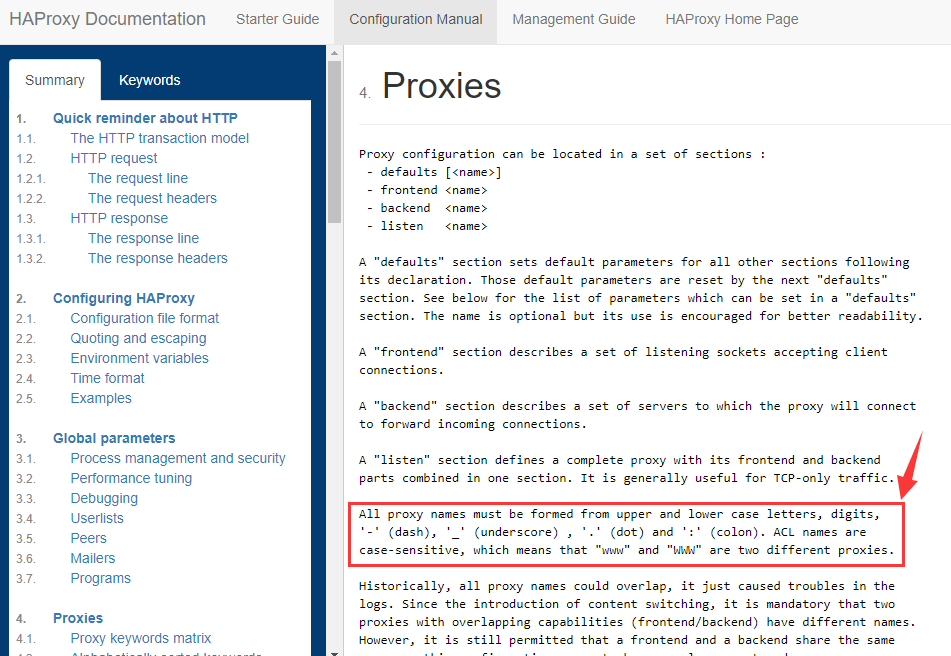 HAProxy Documentation Starter Guide Configuration Manual Management Guide HAProxy Home Page
Summary Keywords
1. Quick reminder about HTTP
1.1. The HTTP transaction model
1.2. HTTP request
1.2.1. The request line
1.2.2. The request headers
1.3. HTTP response
1.3.1. The response line
1.3.2. The response headers
2. Configuring HAProxy
2.1. Configuration file format
2.2. Quoting and escaping
2.3. Environment variables
2.4. Time format
2.5. Examples
3. Global parameters
3.1. Process management and security
3.2. Performance tuning
3.3. Debugging
3.4. Userlists
3.5. Peers
3.6. Mailers
3.7. Programs
4. Proxies
4.1. Proxy keywords matrix
4. Proxies
Proxy configuration can be located in a set of sections :
- defaults [<name>]
- frontend <name>
- backend <name>
- listen <name>
A "defaults" section sets default parameters for all other sections following
its declaration. Those default parameters are reset by the next "defaults"
section. See below for the list of parameters which can be set in a "defaults"
section. The name is optional but its use is encouraged for better readability.
A "frontend" section describes a set of listening sockets accepting client
connections.
A "backend" section describes a set of servers to which the proxy will connect
to forward incoming connections.
A "listen" section defines a complete proxy with its frontend and backend
parts combined in one section. It is generally useful for TCP-only traffic.
All proxy names must be formed from upper and lower case letters, digits,
'-' (dash), '_' (underscore) , '.' (dot) and ':' (colon). ACL names are
case-sensitive, which means that "www" and "WWW" are two different proxies.
Historically, all proxy names could overlap, it just caused troubles in the
logs. Since the introduction of content switching, it is mandatory that two
proxies with overlapping capabilities (frontend/backend) have different names.
However, it is still permitted that a frontend and a backend share the same